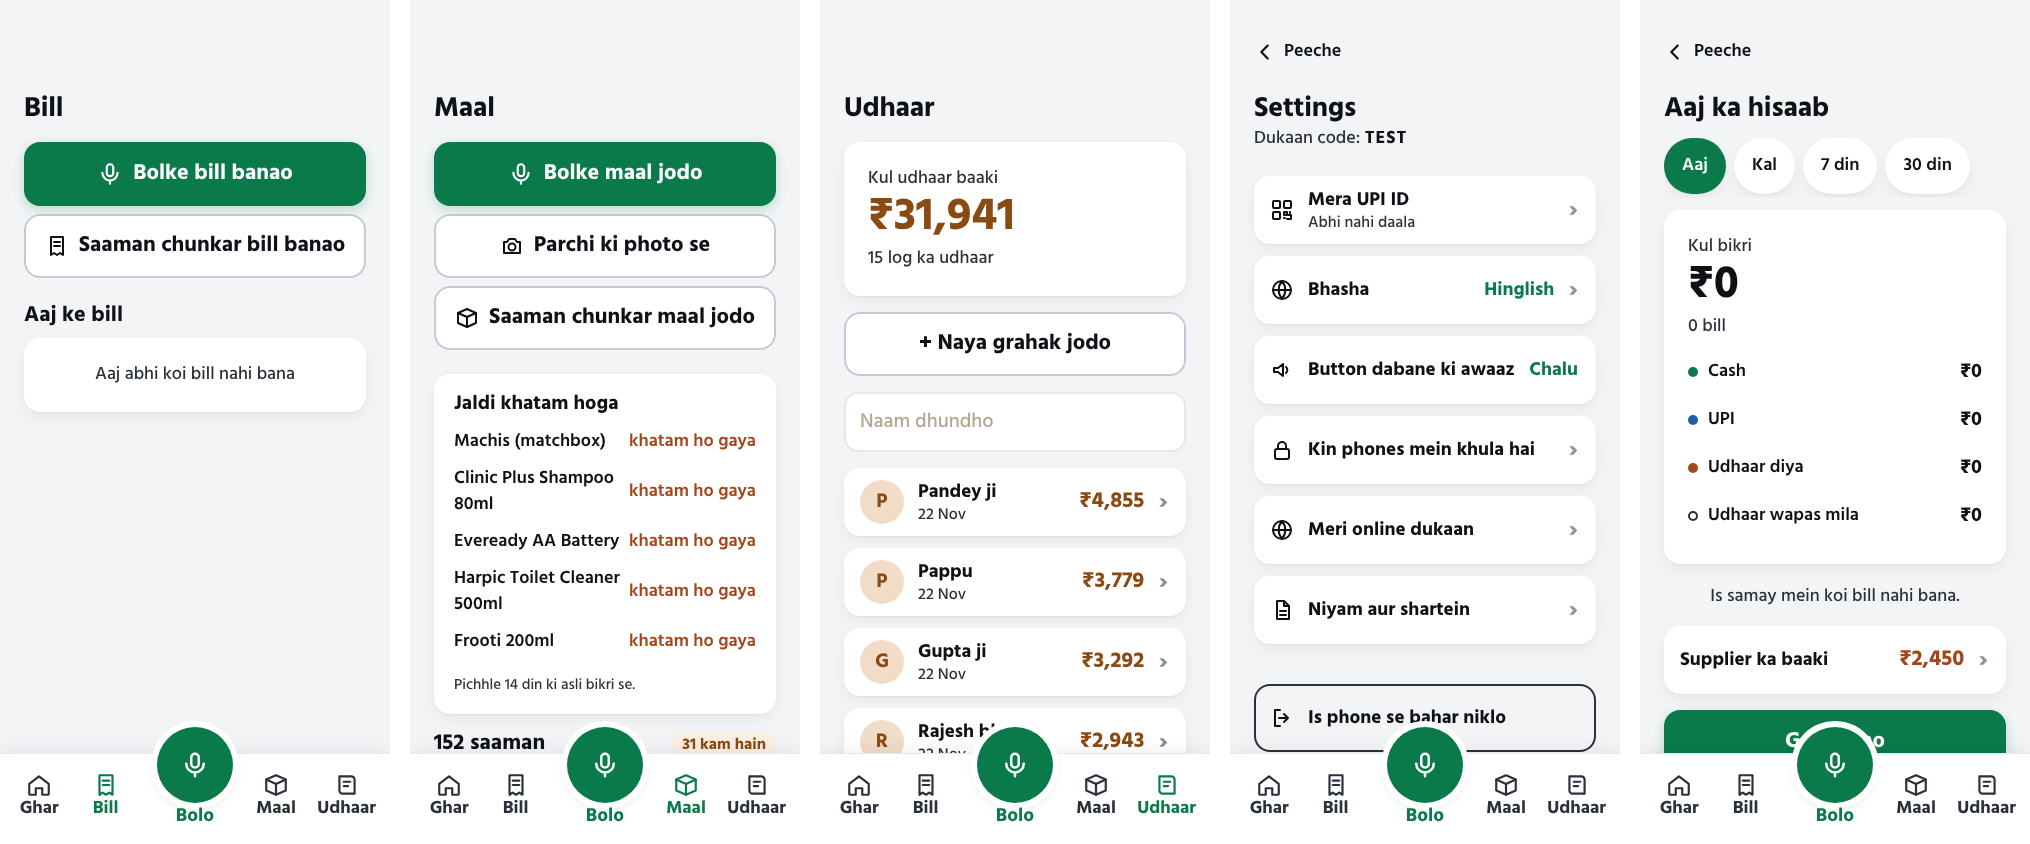 Bill
Bolke bill banao
Saaman chunkar bill banao
Aaj ke bill
Aaj abhi koi bill nahi bana
Ghar
Bill
Bolo
Maal
Udhaar
Maal
Bolke maal jodo
Parchi ki photo se
Saaman chunkar maal jodo
Jaldi khatam hoga
Machis (matchbox) khatam ho gaya
Clinic Plus Shampoo 80ml khatam ho gaya
Eveready AA Battery khatam ho gaya
Harpic Toilet Cleaner 500ml khatam ho gaya
Frooti 200ml khatam ho gaya
Pichhle 14 din ki asli bikri se.
152 saaman 31 kam hain
Ghar
Bill
Bolo
Maal
Udhaar
Udhaar
Kul udhaar baaki
₹31,941
15 log ka udhaar
+ Naya grahak jodo
Naam dhundho
P Pandey ji ₹4,855
22 Nov
P Pappu ₹3,779
22 Nov
G Gupta ji ₹3,292
22 Nov
R Rajesh ₹2,943
22 Nov
Ghar
Bill
Bolo
Maal
Udhaar
Peeche
Settings
Dukaan code: TEST
Mera UPI ID
Abhi nahi daala
Bhasha Hinglish
Button dabane ki awaaz Chalu
Kin phones mein khula hai
Meri online dukaan
Niyam aur shartein
Is phone se bahar niklo
Ghar
Bill
Bolo
Maal
Udhaar
Peeche
Aaj ka hisaab
Aaj Kal 7 din 30 din
Kul bikri
₹0
0 bill
Cash ₹0
UPI ₹0
Udhaar diya ₹0
Udhaar wapas mila ₹0
Is samay mein koi bill nahi bana.
Supplier ka baaki ₹2,450
Ghar
Bill
Bolo
Maal
Udhaar